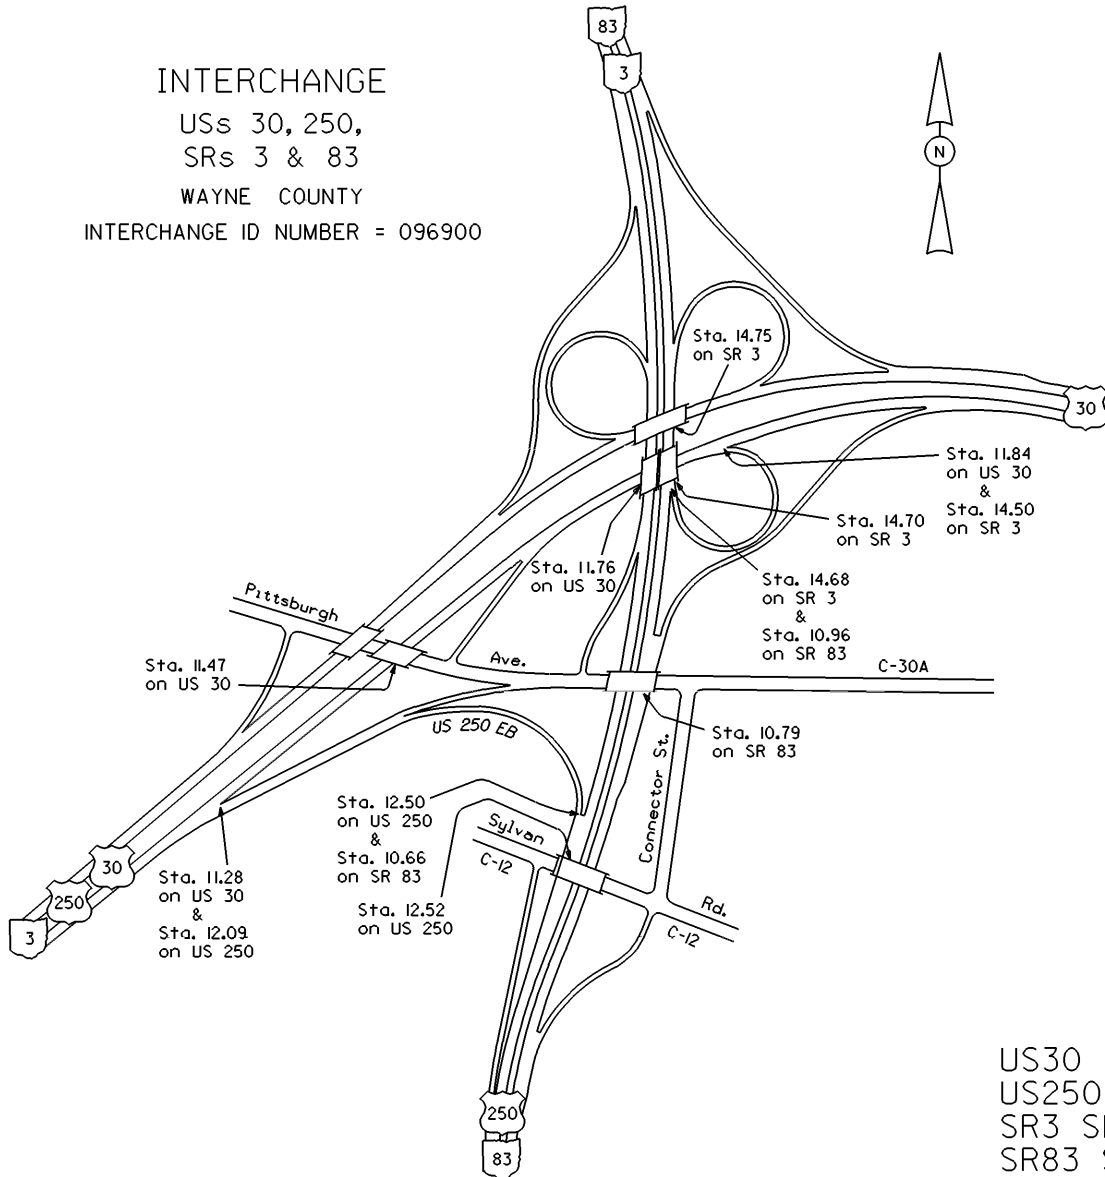 83
3
INTERCHANGE
USs 30, 250,
SRs 3 & 83
WAYNE COUNTY
INTERCHANGE ID NUMBER = 096900
N
Sta. 14.75
on SR 3
30
Sta. 11.84
on US 30
&
Sta. 14.50
on SR 3
Sta. 14.70
on SR 3
Sta. 11.76
on US 30
Sta. 14.68
on SR 3
&
Sta. 10.96
on SR 83
Pittsburgh
Ave.
C-30A
Sta. 11.47
on US 30
US 250 EB
Sta. 10.79
on SR 83
Connector St.
Sta. 12.50
on US 250
&
Sta. 10.66
on SR 83
Sylvan
C-12
Sta. 12.52
on US 250
30
250
3
Sta. 11.28
on US 30
&
Sta. 12.09
on US 250
Rd.
C-12
250
83
US30
US250
SR3
SR83